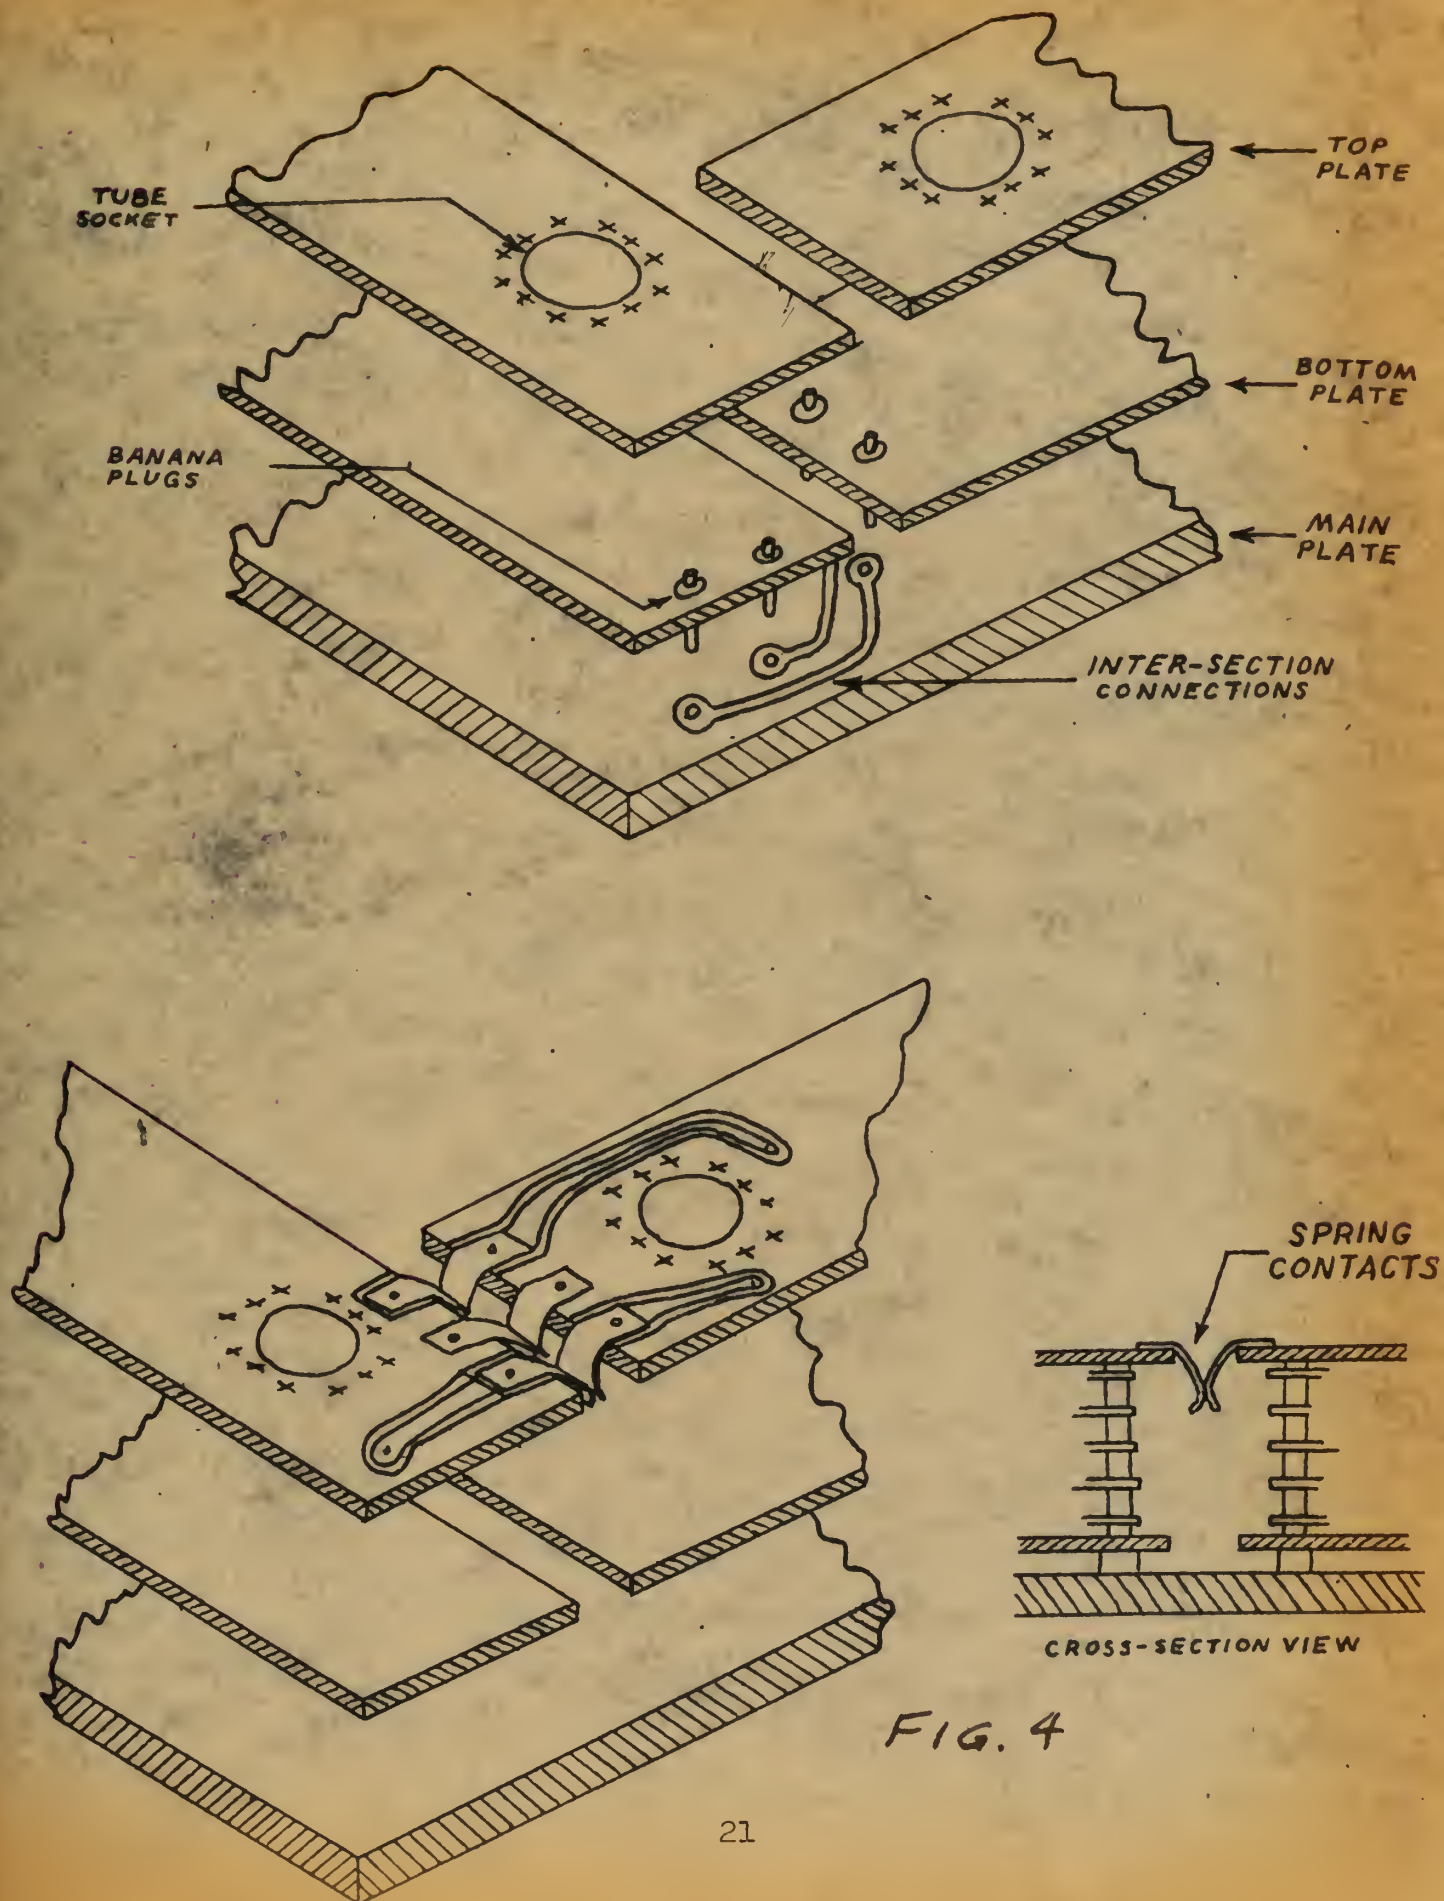 TOP
PLATE
TUBE
SOCKET
BOTTOM
PLATE
BANANA
PLUGS
MAIN
PLATE
INTER-SECTION
CONNECTIONS
SPRING
CONTACTS
CROSS-SECTION VIEW
FIG. 4
21